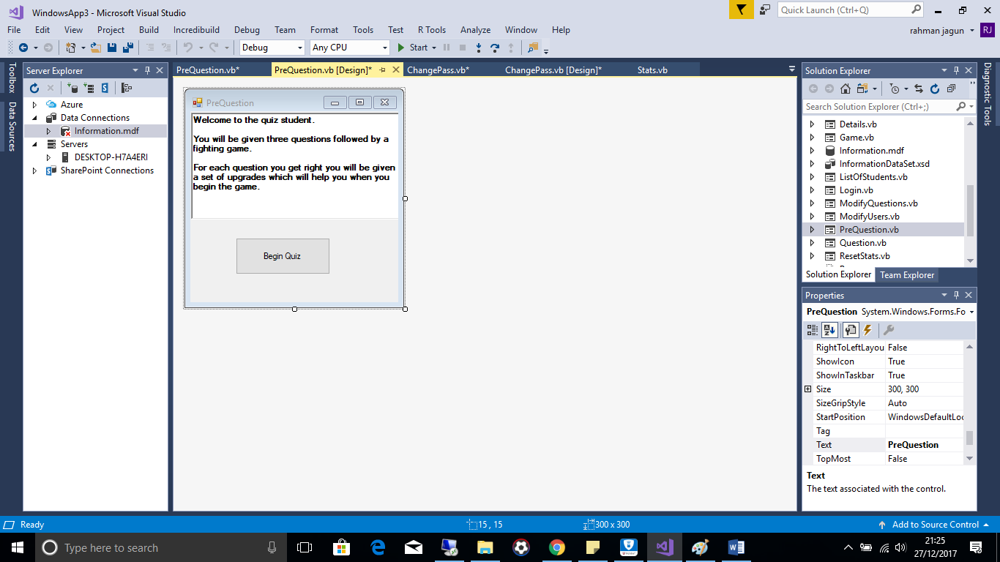 WindowsApp3 - Microsoft Visual Studio
Quick Launch (Ctrl+Q)
File Edit View Project Build Incredibuild Debug Team Format Tools Test R Tools Analyze Window Help
rahman jagun RJ
Debug Any CPU Start
Toolbox
Data Sources
Server Explorer
Azure
Data Connections
Information.mdf
Servers
DESKTOP-H7A4ERI
SharePoint Connections
PreQuestion.vb* PreQuestion.vb [Design]* ChangePass.vb* ChangePass.vb [Design]* Stats.vb
PreQuestion
Welcome to the quiz student.
You will be given three questions followed by a
fighting game.
For each question you get right you will be given
a set of upgrades which will help you when you
begin the game.
Begin Quiz
Solution Explorer
Search Solution Explorer (Ctrl+;)
Details.vb
Game.vb
Information.mdf
InformationDataSet.xsd
ListOfStudents.vb
Login.vb
ModifyQuestions.vb
ModifyUsers.vb
PreQuestion.vb
Question.vb
ResetStats.vb
Solution Explorer Team Explorer
Diagnostic Tools
Properties
PreQuestion System.Windows.Forms.Fo
RightToLeftLayou False
ShowIcon True
ShowInTaskbar True
Size 300, 300
SizeGripStyle Auto
StartPosition WindowsDefaultLoc
Tag
Text PreQuestion
TopMost False
Text
The text associated with the control.
Ready 15 , 15 300 x 300 Add to Source Control
Type here to search
21:25
27/12/2017